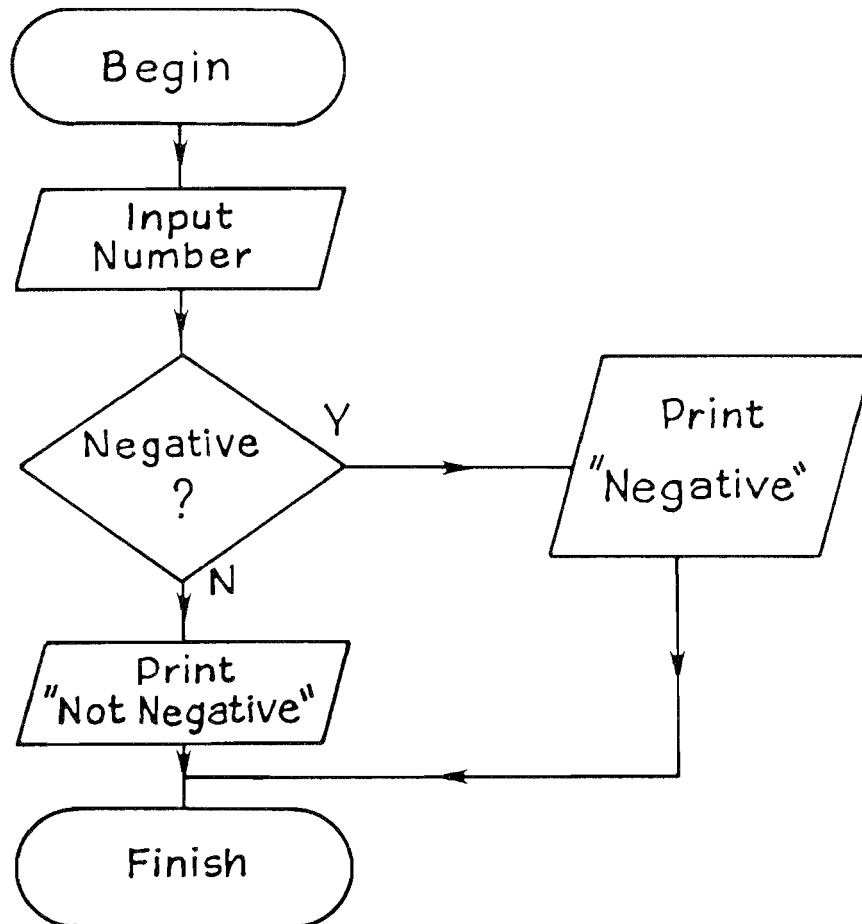 Begin
Input
Number
Negative
?
Y
N
Print
"Negative"
Print
"Not Negative"
Finish